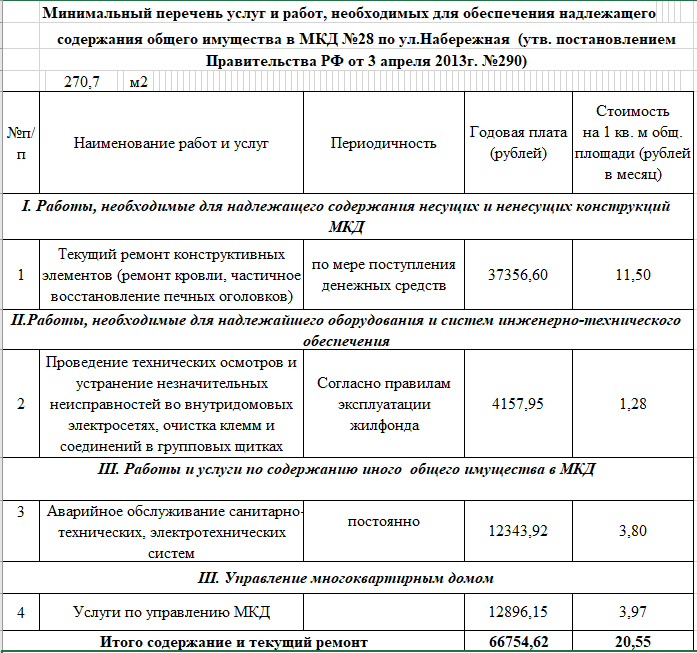 Минимальный перечень услуг и работ, необходимых для обеспечения надлежащего
содержания общего имущества в МКД №28 по ул.Набережная (утв. постановлением
Правительства РФ от 3 апреля 2013г. №290)
270,7 м2
№п/
п
Наименование работ и услуг
Периодичность
Годовая плата
(рублей)
Стоимость
на 1 кв. м общ.
площади (рублей
в месяц)
I. Работы, необходимые для надлежащего содержания несущих и ненесущих конструкций
МКД
1
Текущий ремонт конструктивных
элементов (ремонт кровли, частичное
восстановление печных оголовков)
по мере поступления
денежных средств
37356,60
11,50
II.Работы, необходимые для надлежайшего оборудования и систем инженерно-технического
обеспечения
2
Проведение технических осмотров и
устранение незначительных
неисправностей во внутридомовых
электросетях, очистка клемм и
соединений в групповых щитках
Согласно правилам
эксплуатации
жилфонда
4157,95
1,28
III. Работы и услуги по содержанию иного общего имущества в МКД
3
Аварийное обслуживание санитарно-
технических, электротехнических
систем
постоянно
12343,92
3,80
III. Управление многоквартирным домом
4
Услуги по управлению МКД
12896,15
3,97
Итого содержание и текущий ремонт
66754,62
20,55